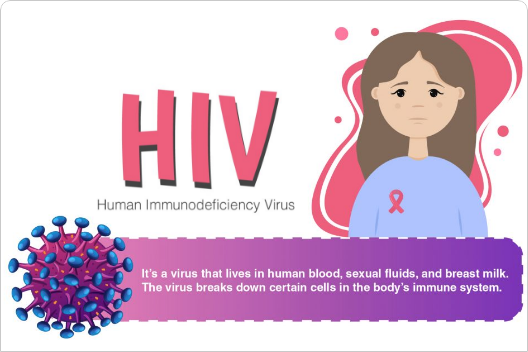 HIV
Human Immunodeficiency Virus
It's a virus that lives in human blood, sexual fluids, and breast milk.
The virus breaks down certain cells in the body's immune system.